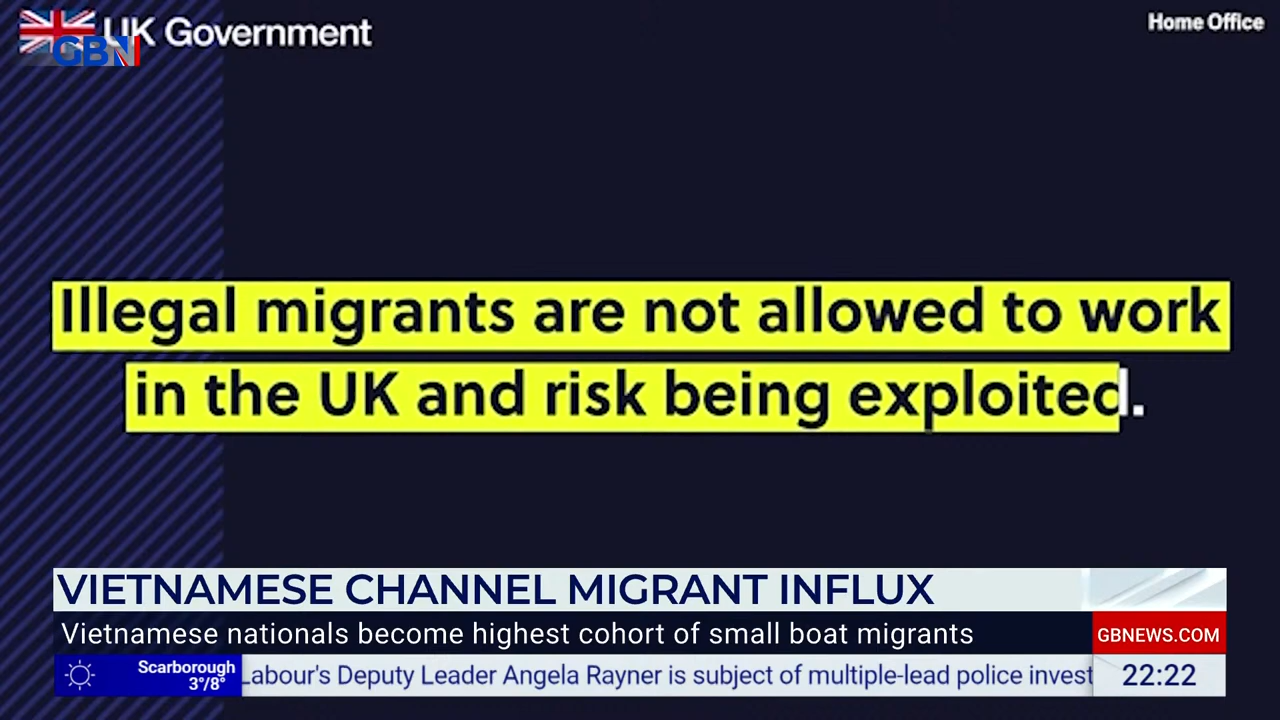 UK Government
GBN
Home Office
Illegal migrants are not allowed to work
in the UK and risk being exploited.
VIETNAMESE CHANNEL MIGRANT INFLUX
Vietnamese nationals become highest cohort of small boat migrants
GBNEWS.COM
Scarborough
3°/8°
Labour's Deputy Leader Angela Rayner is subject of multiple-lead police invest
22:22